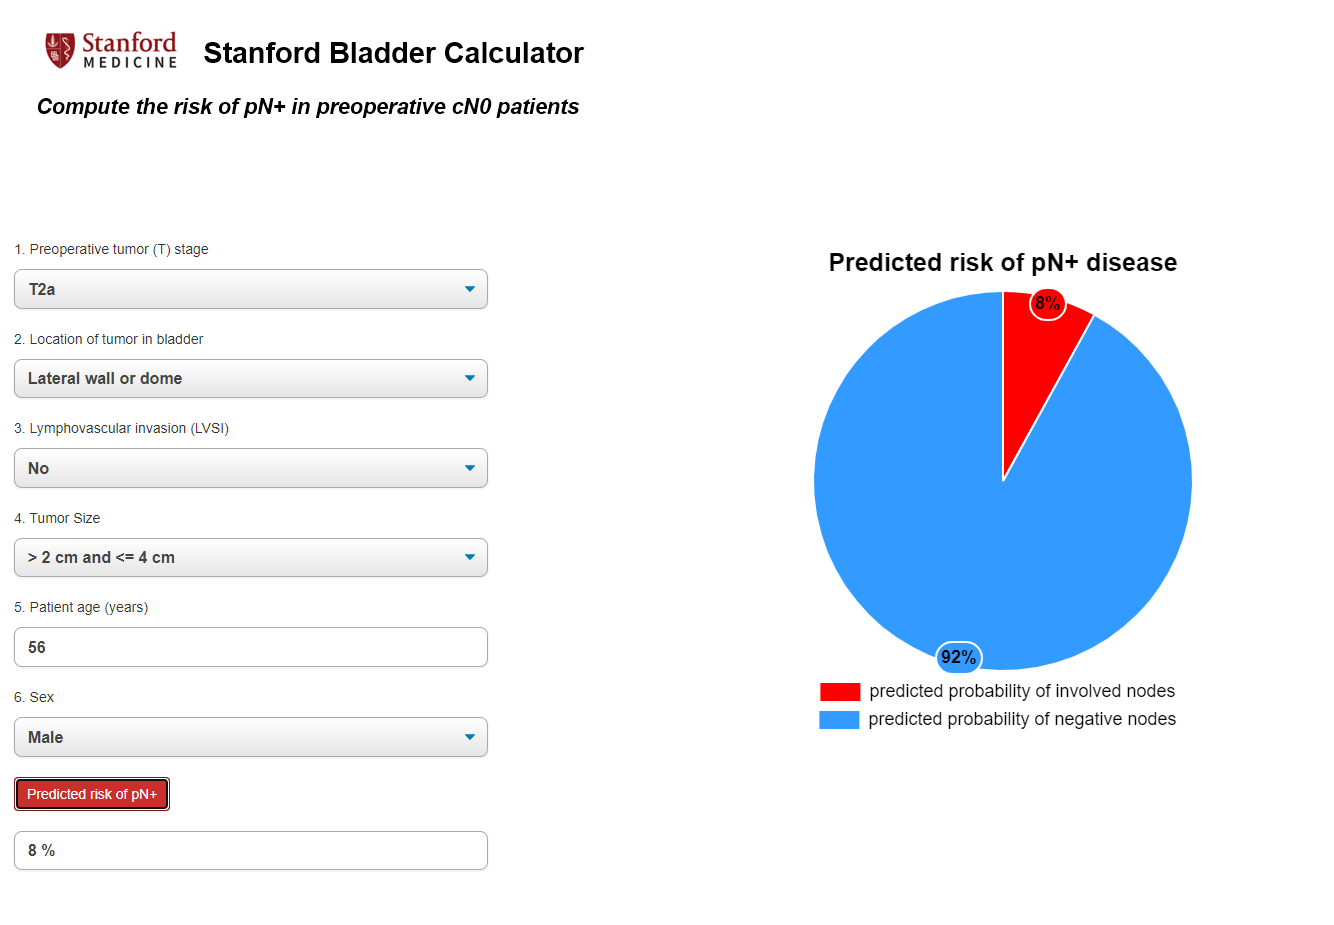 Stanford
MEDICINE
Stanford Bladder Calculator
Compute the risk of pN+ in preoperative cN0 patients
1. Preoperative tumor (T) stage
T2a
2. Location of tumor in bladder
Lateral wall or dome
3. Lymphovascular invasion (LVSI)
No
4. Tumor Size
> 2 cm and <= 4 cm
5. Patient age (years)
56
6. Sex
Male
Predicted risk of pN+
8 %
Predicted risk of pN+ disease
8%
92%
predicted probability of involved nodes
predicted probability of negative nodes